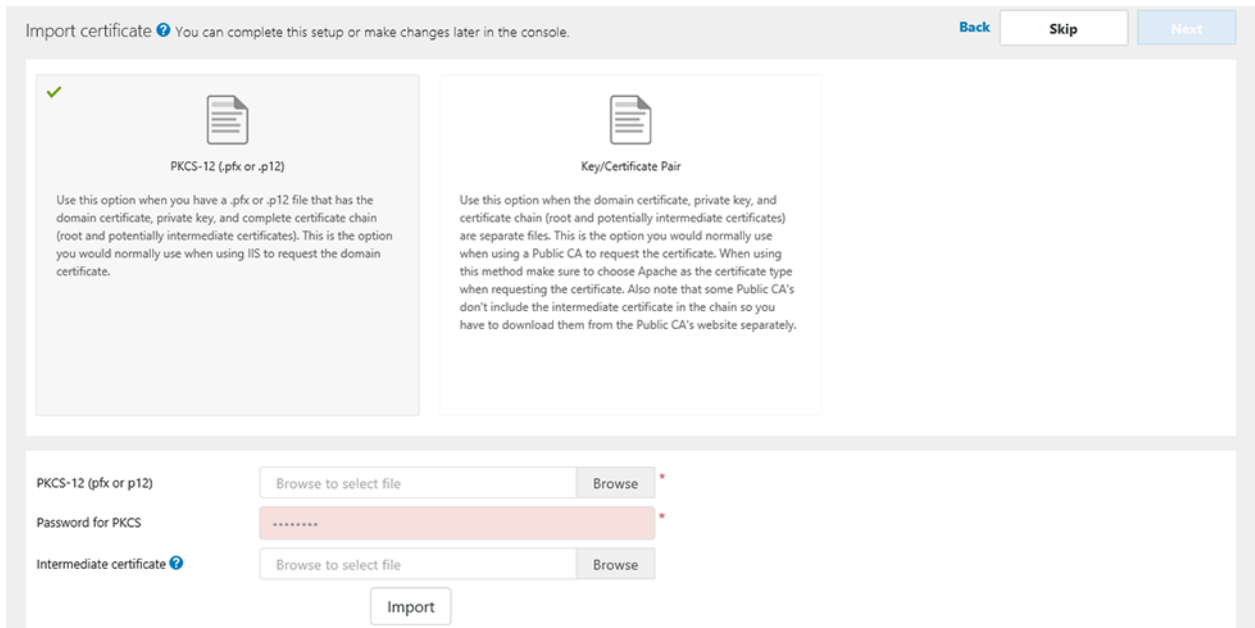 Import certificate ? You can complete this setup or make changes later in the console.
Back
Skip
Next
PKCS-12 (.pfx or .p12)
Use this option when you have a .pfx or .p12 file that has the
domain certificate, private key, and complete certificate chain
(root and potentially intermediate certificates). This is the option
you would normally use when using IIS to request the domain
certificate.
Key/Certificate Pair
Use this option when the domain certificate, private key, and
certificate chain (root and potentially intermediate certificates)
are separate files. This is the option you would normally use
when using a Public CA to request the certificate. When using
this method make sure to choose Apache as the certificate type
when requesting the certificate. Also note that some Public CA's
don't include the intermediate certificate in the chain so you
have to download them from the Public CA's website separately.
PKCS-12 (pfx or p12)
Browse to select file
Browse
*
Password for PKCS
••••••••
*
Intermediate certificate ?
Browse to select file
Browse
Import